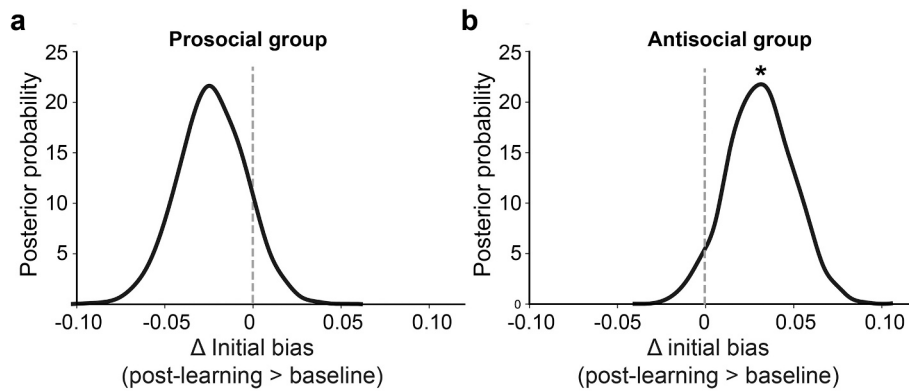 a
Prosocial group
Posterior probability
25
20
15
10
5
-0.10 -0.05 0 0.05 0.10
Δ Initial bias
(post-learning > baseline)
b
Antisocial group
*
Posterior probability
25
20
15
10
5
0
-0.10 -0.05 0 0.05 0.10
Δ initial bias
(post-learning > baseline)